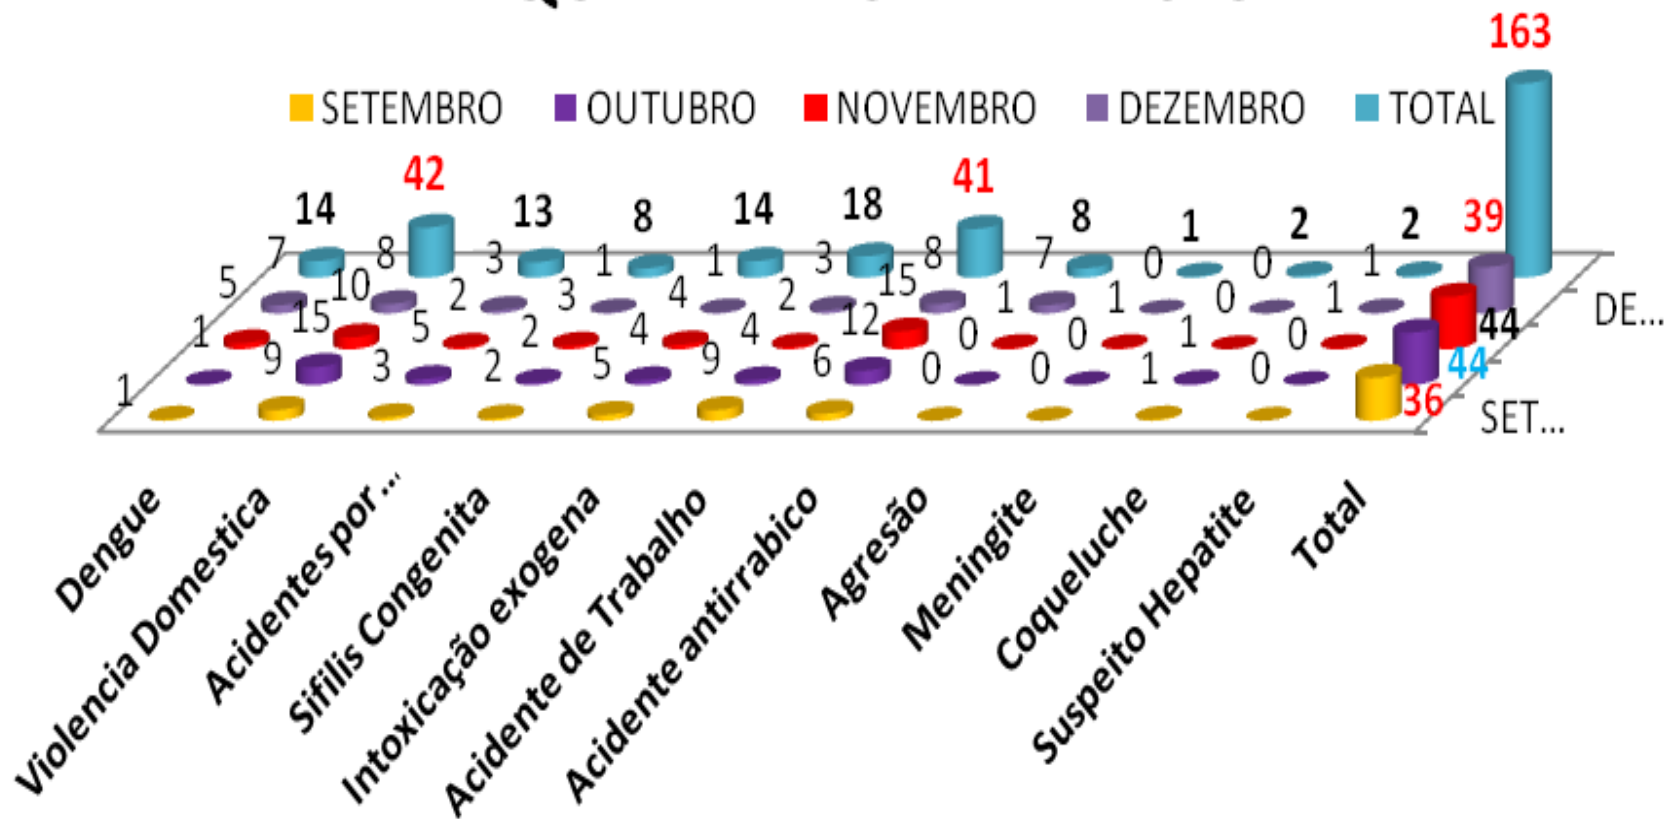 163
SETEMBRO OUTUBRO NOVEMBRO DEZEMBRO TOTAL
14 42 13 8 14 18 41 8 1 2 2 39
7 8 3 1 1 3 8 7 0 0 1
5 10 2 3 4 2 15 1 1 0 1
DE...
1 15 5 2 4 4 12 0 0 1 0 44
9 3 2 5 9 6 0 0 1 0 44
1 36
SET...
Dengue
Violencia Domestica
Acidentes por...
Sifilis Congenita
Intoxicação exogena
Acidente de Trabalho
Acidente antirrabico
Agresão
Meningite
Coqueluche
Suspeito Hepatite
Total